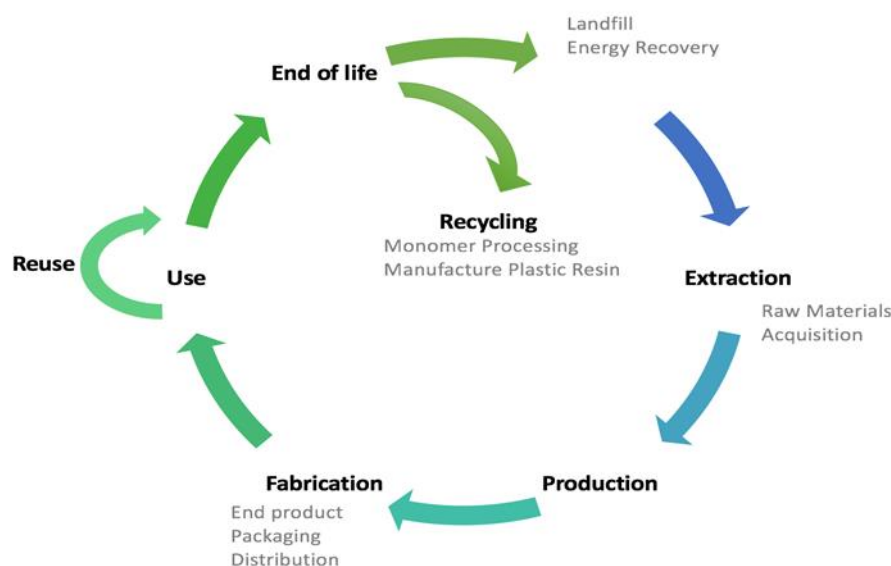 Landfill
Energy Recovery
End of life
Recycling
Monomer Processing
Manufacture Plastic Resin
Reuse
Use
Extraction
Raw Materials
Acquisition
Fabrication
End product
Packaging
Distribution
Production